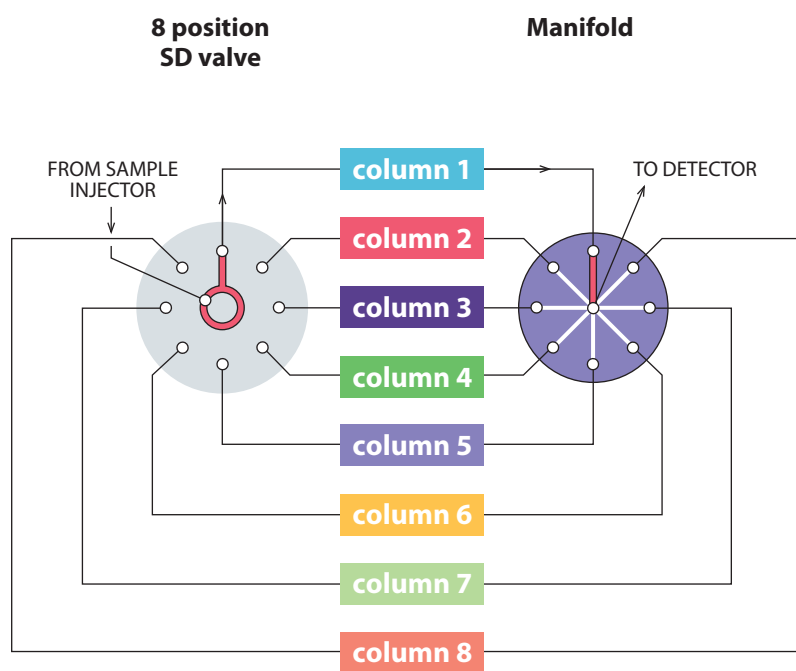 8 position
SD valve
Manifold
FROM SAMPLE
INJECTOR
TO DETECTOR
column 1
column 2
column 3
column 4
column 5
column 6
column 7
column 8